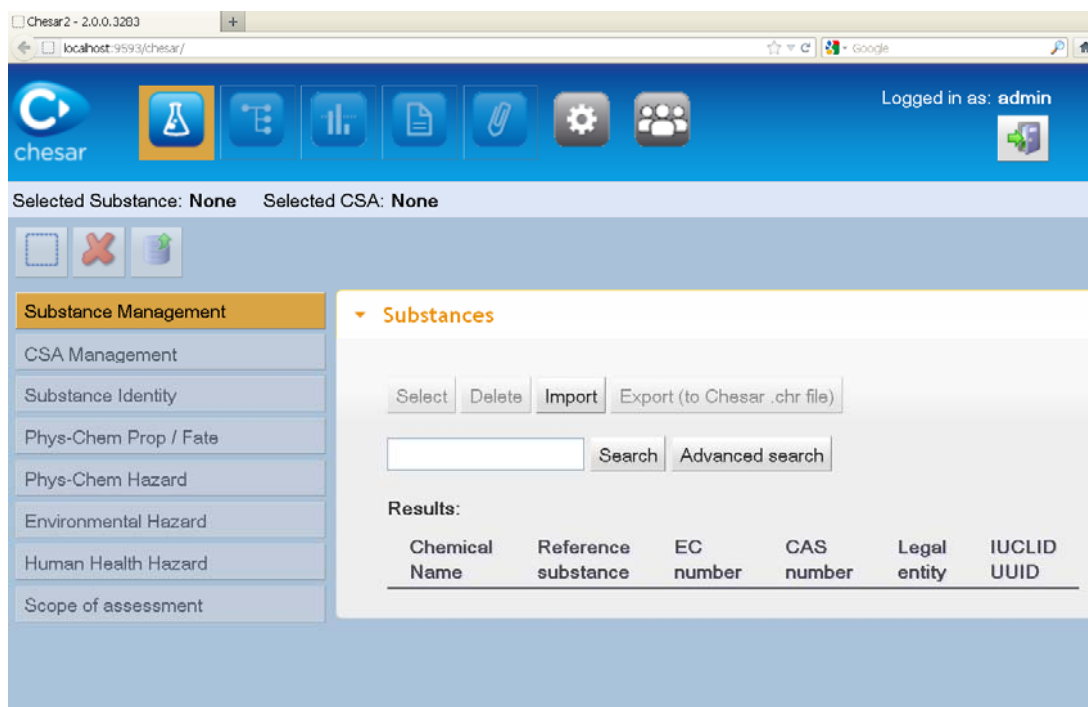 Chesar2 - 2.0.0.3283
localhost:9593/chesar/
Google
Logged in as: admin
chesar
Selected Substance: None Selected CSA: None
Substance Management
CSA Management
Substance Identity
Phys-Chem Prop / Fate
Phys-Chem Hazard
Environmental Hazard
Human Health Hazard
Scope of assessment
Substances
Select Delete Import Export (to Chesar .chr file)
Search Advanced search
Results:
Chemical Name Reference substance EC number CAS number Legal entity IUCLID UUID